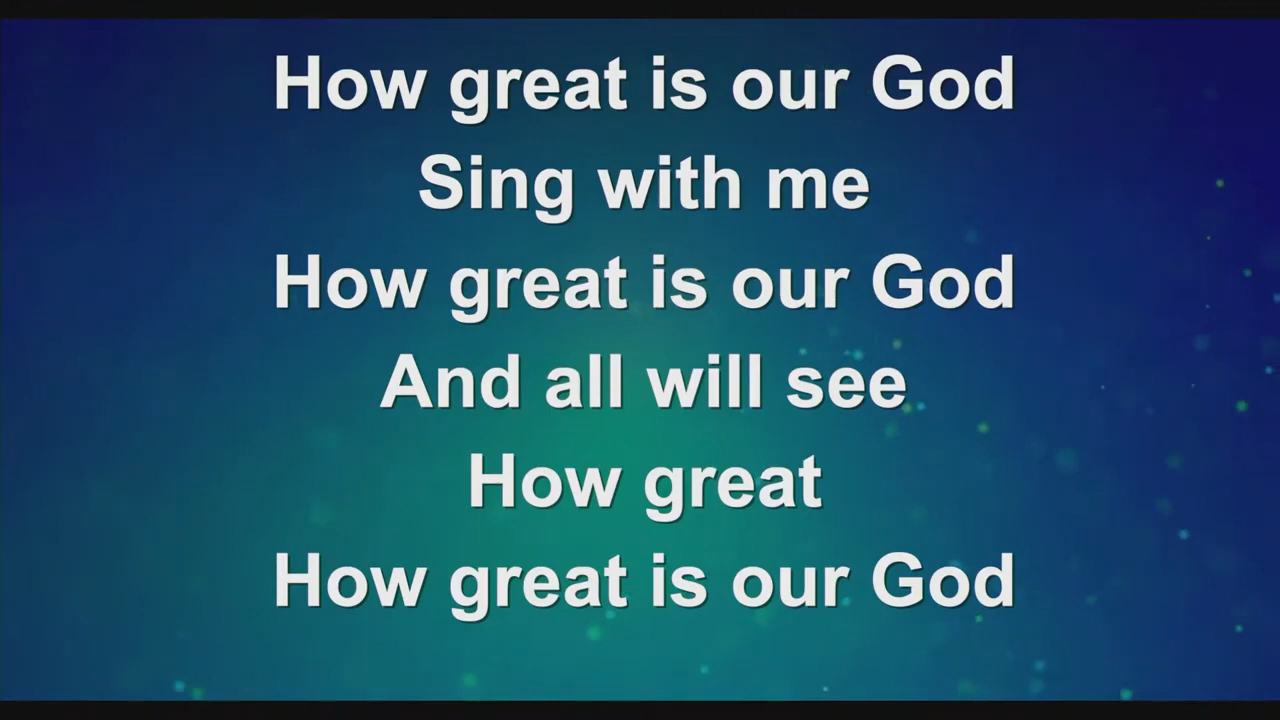 How great is our God
Sing with me
How great is our God
And all will see
How great
How great is our God